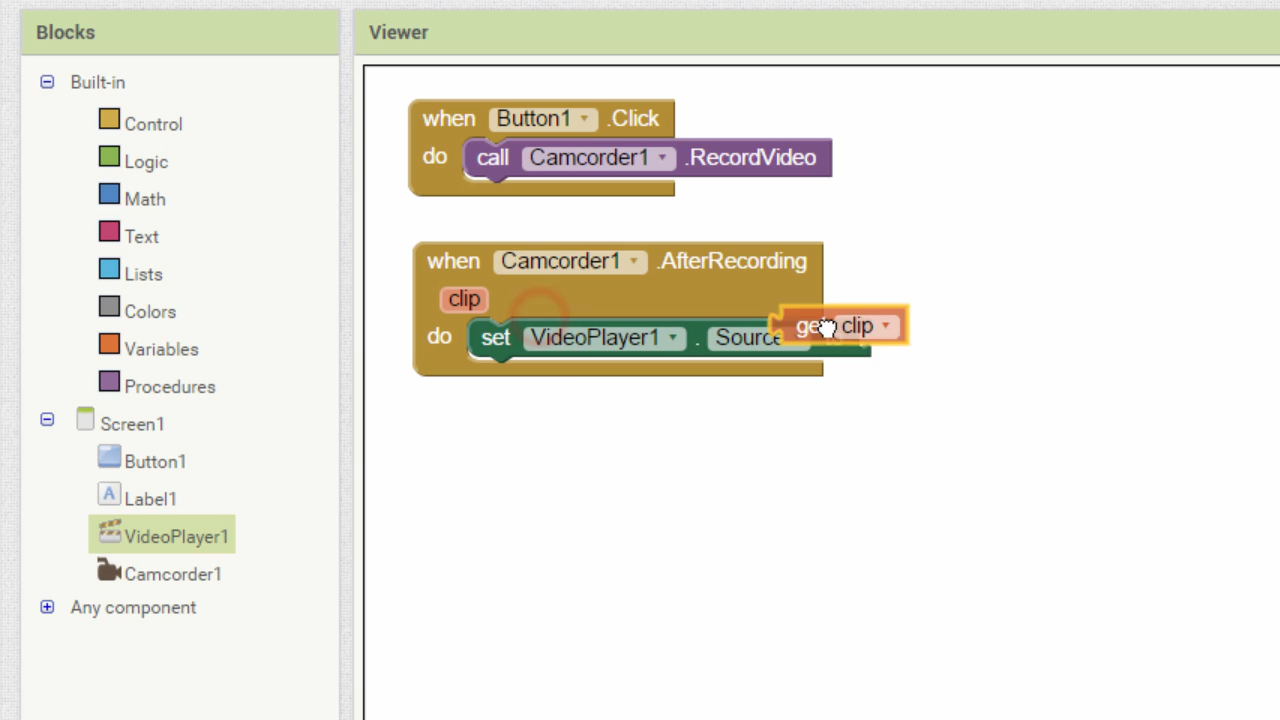 Blocks
Built-in
Control
Logic
Math
Text
Lists
Colors
Variables
Procedures
Screen1
Button1
Label1
VideoPlayer1
Camcorder1
Any component
Viewer
when Button1 .Click
do call Camcorder1 .RecordVideo
when Camcorder1 .AfterRecording
clip
do set VideoPlayer1 . Source
get clip